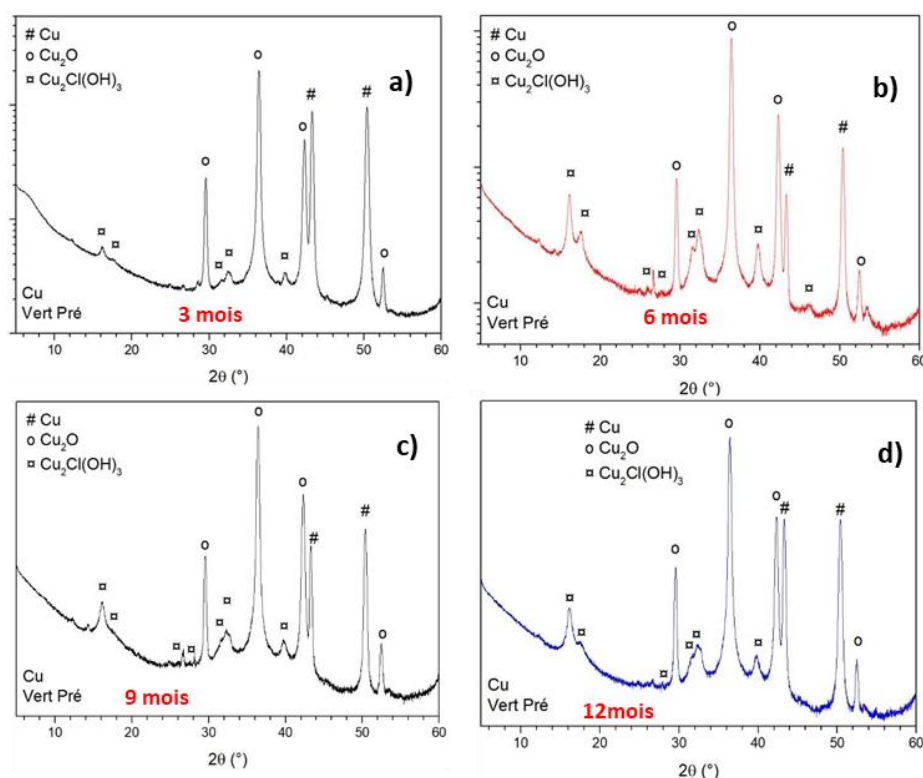 # Cu
o Cu₂O
¤ Cu₂Cl(OH)₃
a)
o
#
#
o
o
¤
¤
¤
¤
¤
o
Cu
Vert Pré
3 mois
10 20 30 40 50 60
2θ (°)
# Cu
o Cu₂O
¤ Cu₂Cl(OH)₃
b)
o
o
#
o
#
¤
¤
¤
¤
¤
¤
¤
¤
o
Cu
Vert Pré
6 mois
10 20 30 40 50 60
2θ (°)
# Cu
o Cu₂O
¤ Cu₂Cl(OH)₃
c)
o
o
#
#
o
¤
¤
¤
¤
¤
¤
¤
o
Cu
Vert Pré
9 mois
10 20 30 40 50 60
2θ (°)
# Cu
o Cu₂O
¤ Cu₂Cl(OH)₃
d)
o
o
#
#
o
¤
¤
¤
¤
¤
¤
o
Cu
Vert Pré
12mois
10 20 30 40 50 60
2θ (°)